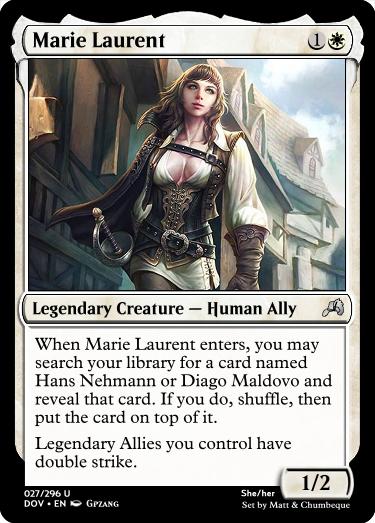 Marie Laurent 1
Legendary Creature — Human Ally
When Marie Laurent enters, you may
search your library for a card named
Hans Nehmann or Diago Maldovo and
reveal that card. If you do, shuffle, then
put the card on top of it.
Legendary Allies you control have
double strike.
1/2
027/296 U She/her
DOV • EN Gpzang Set by Matt & Chumbeque